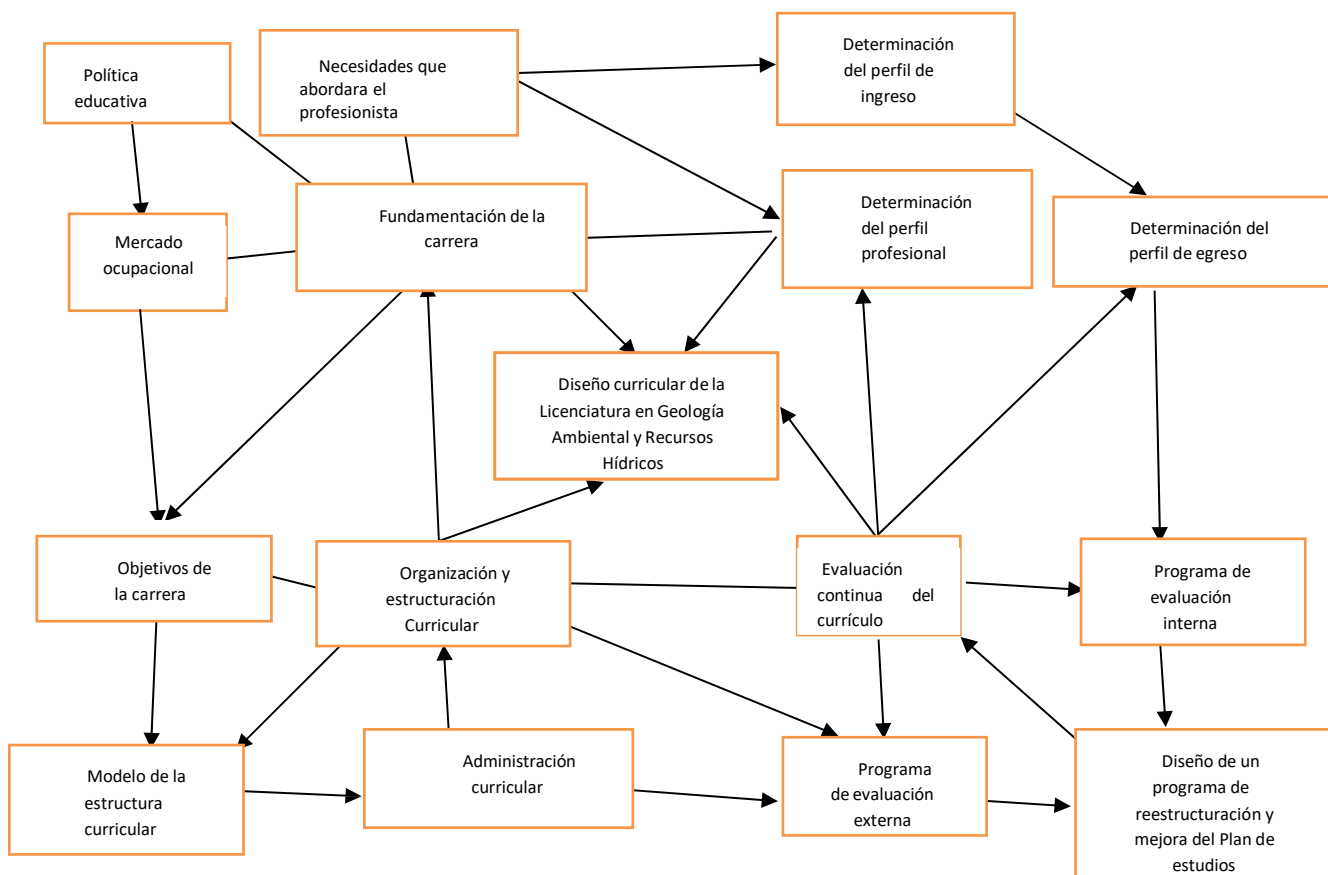 Política
educativa
Necesidades que
abordara el
profesionista
Determinación
del perfil de
ingreso
Mercado
ocupacional
Fundamentación de la
carrera
Determinación
del perfil
profesional
Determinación del
perfil de egreso
Diseño curricular de la
Licenciatura en Geología
Ambiental y Recursos
Hídricos
Objetivos de
la carrera
Organización y
estructuración
Curricular
Evaluación
continua del
currículo
Programa de
evaluación
interna
Modelo de la
estructura
curricular
Administración
curricular
Programa
de evaluación
externa
Diseño de un
programa de
reestructuración y
mejora del Plan de
estudios